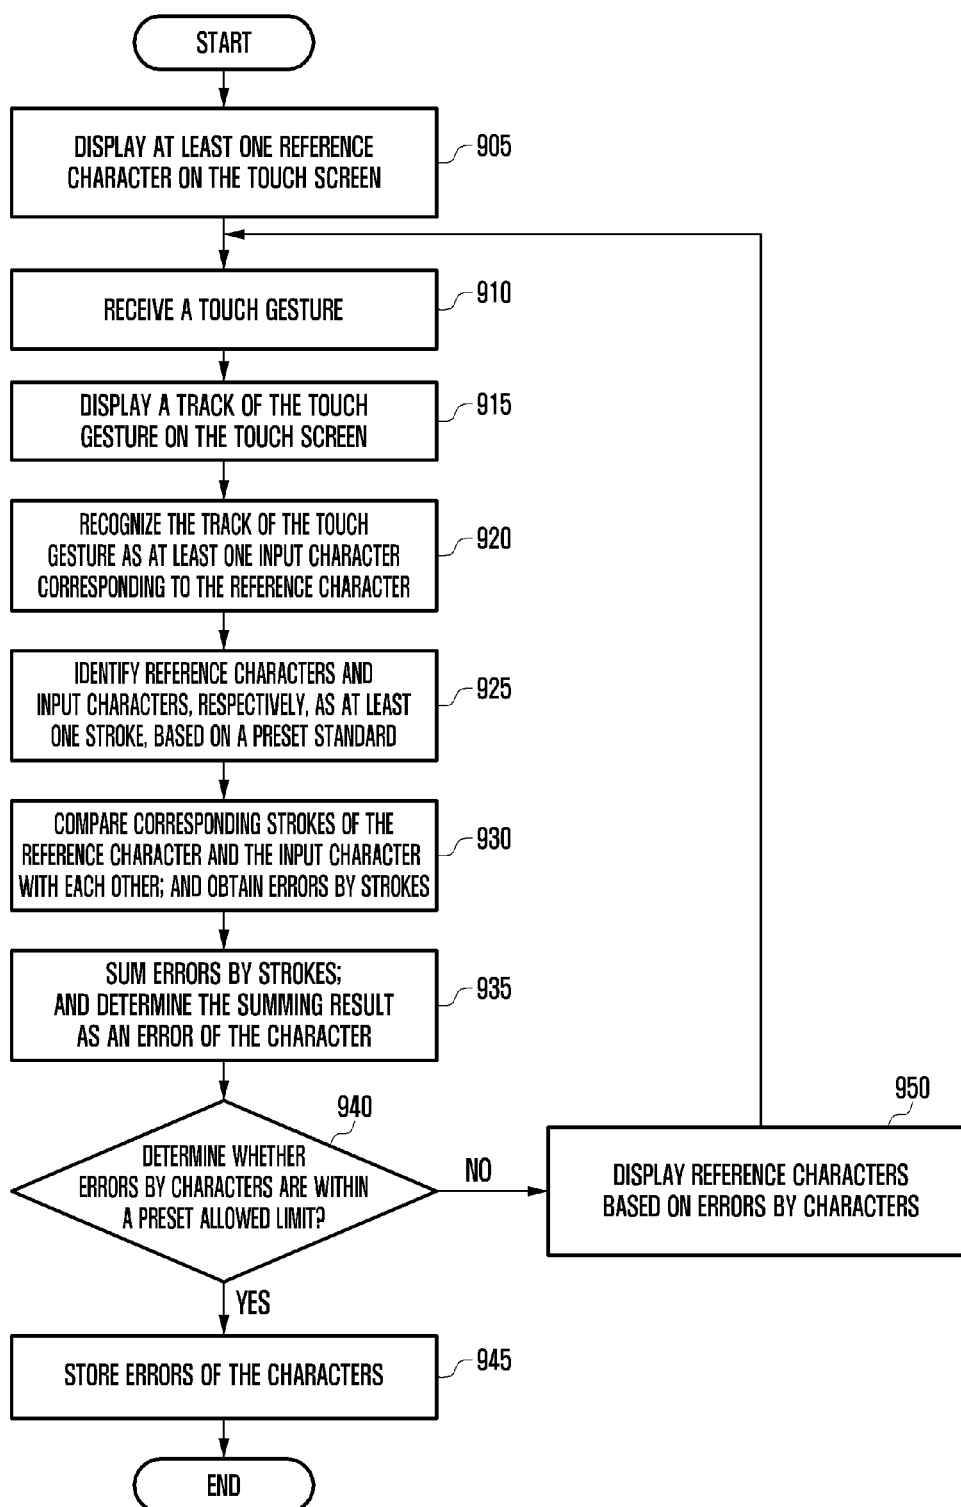 START
DISPLAY AT LEAST ONE REFERENCE
CHARACTER ON THE TOUCH SCREEN
905
RECEIVE A TOUCH GESTURE
910
DISPLAY A TRACK OF THE TOUCH
GESTURE ON THE TOUCH SCREEN
915
RECOGNIZE THE TRACK OF THE TOUCH
GESTURE AS AT LEAST ONE INPUT CHARACTER
CORRESPONDING TO THE REFERENCE CHARACTER
920
IDENTIFY REFERENCE CHARACTERS AND
INPUT CHARACTERS, RESPECTIVELY, AS AT LEAST
ONE STROKE, BASED ON A PRESET STANDARD
925
COMPARE CORRESPONDING STROKES OF THE
REFERENCE CHARACTER AND THE INPUT CHARACTER
WITH EACH OTHER; AND OBTAIN ERRORS BY STROKES
930
SUM ERRORS BY STROKES;
AND DETERMINE THE SUMMING RESULT
AS AN ERROR OF THE CHARACTER
935
940
DETERMINE WHETHER
ERRORS BY CHARACTERS ARE WITHIN
A PRESET ALLOWED LIMIT?
NO
950
DISPLAY REFERENCE CHARACTERS
BASED ON ERRORS BY CHARACTERS
YES
STORE ERRORS OF THE CHARACTERS
945
END